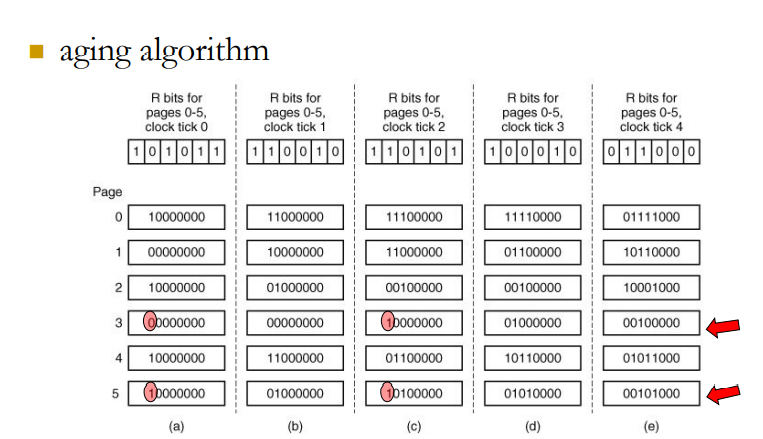 aging algorithm
R bits for pages 0-5, clock tick 0
R bits for pages 0-5, clock tick 1
R bits for pages 0-5, clock tick 2
R bits for pages 0-5, clock tick 3
R bits for pages 0-5, clock tick 4
1 0 1 0 1 1
1 1 0 0 1 0
1 1 0 1 0 1
1 0 0 0 1 0
0 1 1 0 0 0
Page
0 10000000 11000000 11100000 11110000 01111000
1 00000000 10000000 11000000 01100000 10110000
2 10000000 01000000 00100000 00100000 10001000
3 00000000 00000000 10000000 01000000 00100000
4 10000000 11000000 01100000 10110000 01011000
5 10000000 01000000 10100000 01010000 00101000
(a) (b) (c) (d) (e)